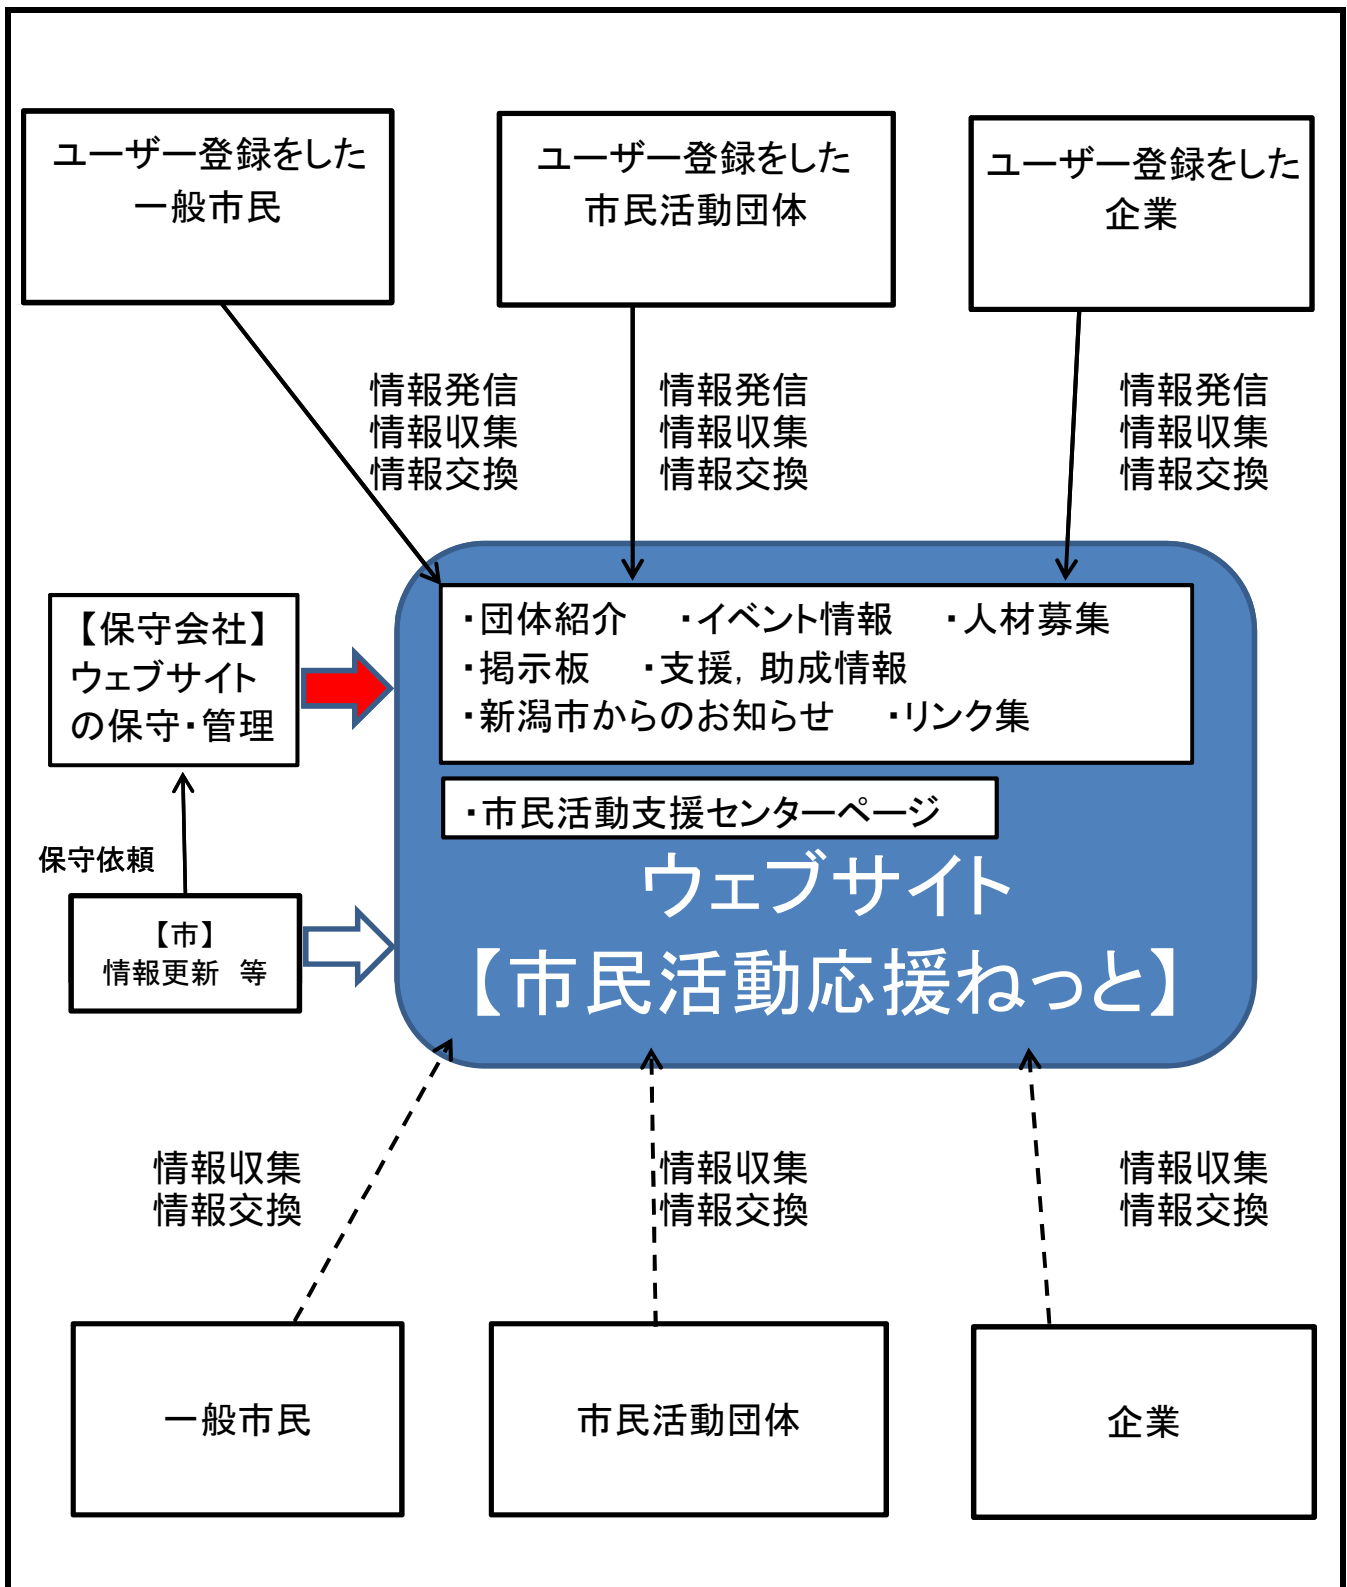 ユーザー登録をした
一般市民
ユーザー登録をした
市民活動団体
ユーザー登録をした
企業
情報発信
情報収集
情報交換
情報発信
情報収集
情報交換
情報発信
情報収集
情報交換
【保守会社】
ウェブサイト
の保守・管理
・団体紹介　・イベント情報　・人材募集
・掲示板　・支援，助成情報
・新潟市からのお知らせ　・リンク集
・市民活動支援センターページ
保守依頼
【市】
情報更新　等
ウェブサイト
【市民活動応援ねっと】
情報収集
情報交換
情報収集
情報交換
情報収集
情報交換
一般市民
市民活動団体
企業